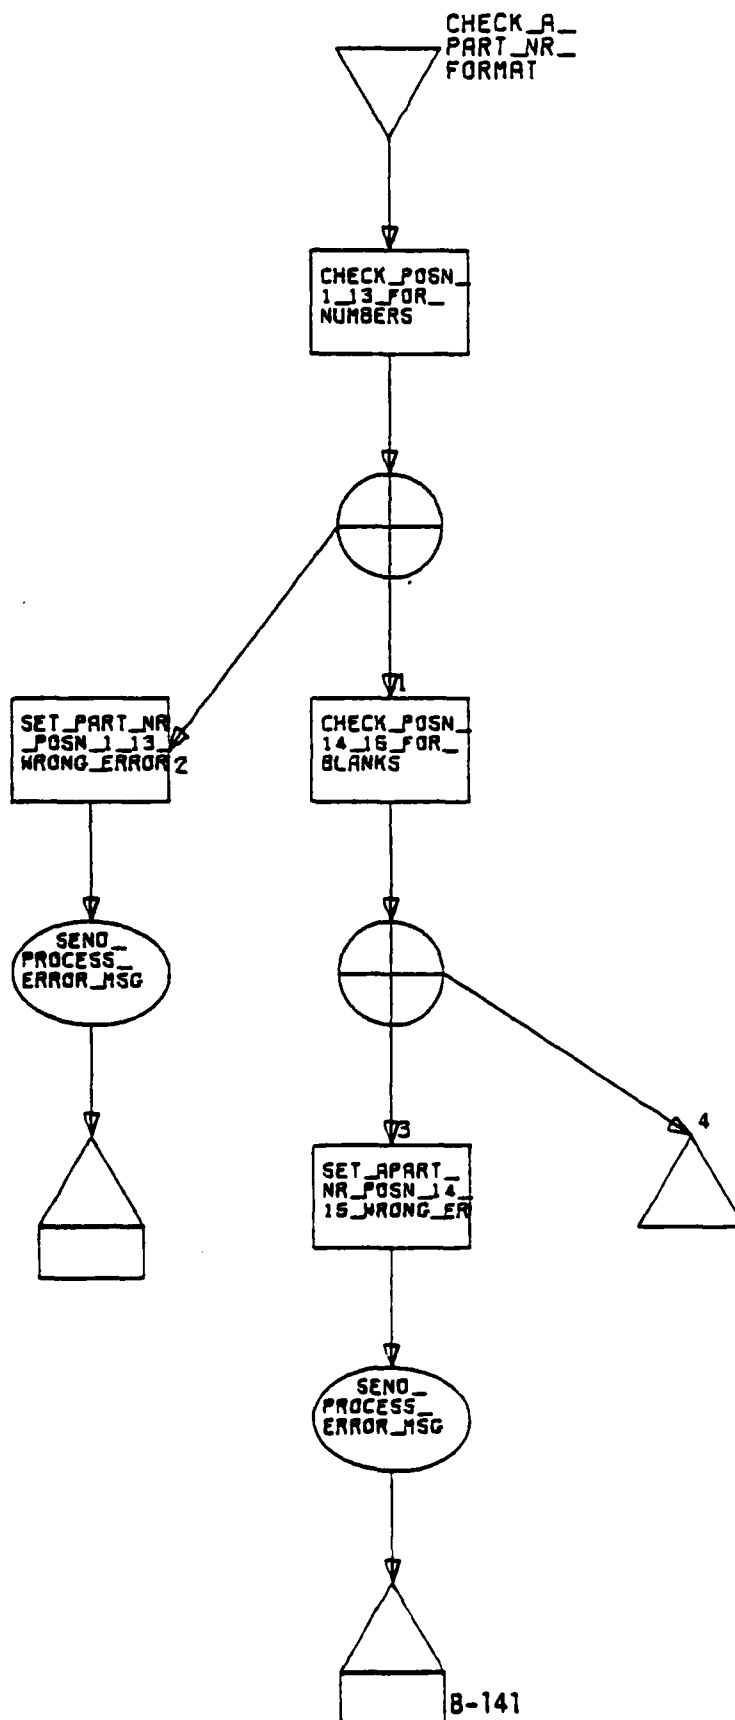 CHECK_A_
PART_NR_
FORMAT
CHECK_POSN_
1_13_FOR_
NUMBERS
1
SET_PART_NR
_POSN_1_13_
WRONG_ERROR
2
CHECK_POSN_
14_15_FOR_
BLANKS
SEND_
PROCESS_
ERROR_MSG
3
4
SET_APART_
NR_POSN_14_
15_WRONG_ER
SEND_
PROCESS_
ERROR_MSG
B-141